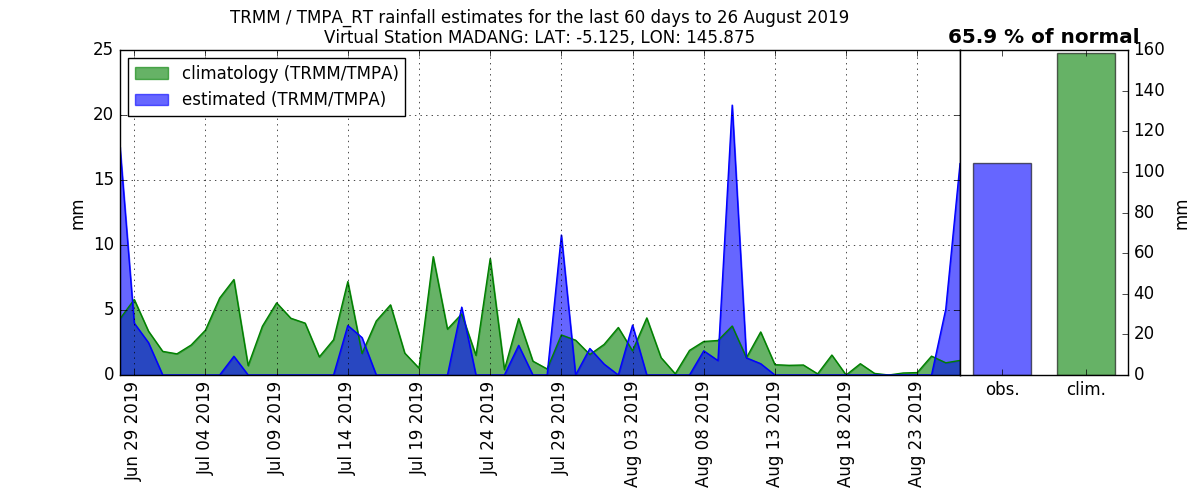 TRMM / TMPA_RT rainfall estimates for the last 60 days to 26 August 2019
Virtual Station MADANG: LAT: -5.125, LON: 145.875
65.9 % of normal
climatology (TRMM/TMPA)
estimated (TRMM/TMPA)
25
20
15
10
5
0
mm
Jun 29 2019
Jul 04 2019
Jul 09 2019
Jul 14 2019
Jul 19 2019
Jul 24 2019
Jul 29 2019
Aug 03 2019
Aug 08 2019
Aug 13 2019
Aug 18 2019
Aug 23 2019
obs.
clim.
160
140
120
100
80
60
40
20
0
mm